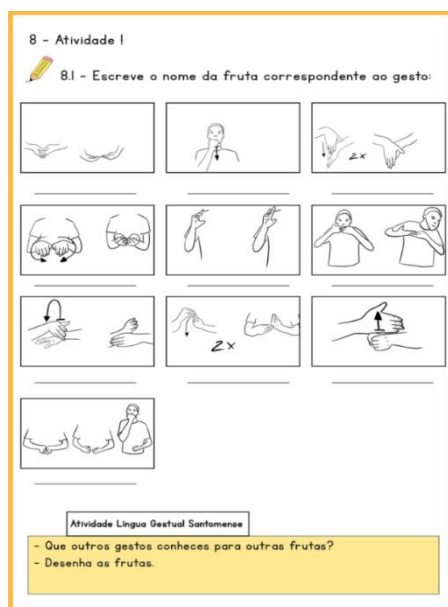 8 - Atividade 1
8.1 - Escreve o nome da fruta correspondente ao gesto:
2x
2x
Atividade Língua Gestual Santomense
- Que outros gestos conheces para outras frutas?
- Desenha as frutas.